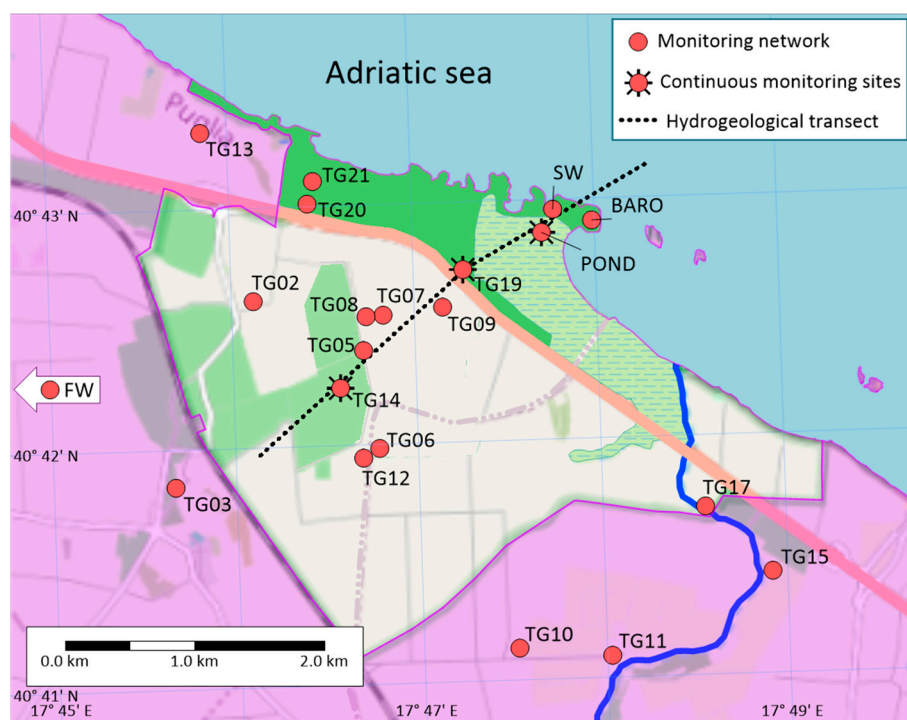 Adriatic sea
Monitoring network
Continuous monitoring sites
Hydrogeological transect
Puglia
TG13
TG21
TG20
SW
BARO
POND
40° 43' N
TG19
TG02
TG08
TG07
TG09
TG05
FW
TG14
TG06
40° 42' N
TG12
TG03
TG17
TG15
TG10
TG11
0.0 km 1.0 km 2.0 km
40° 41' N
17° 45' E 17° 47' E 17° 49' E